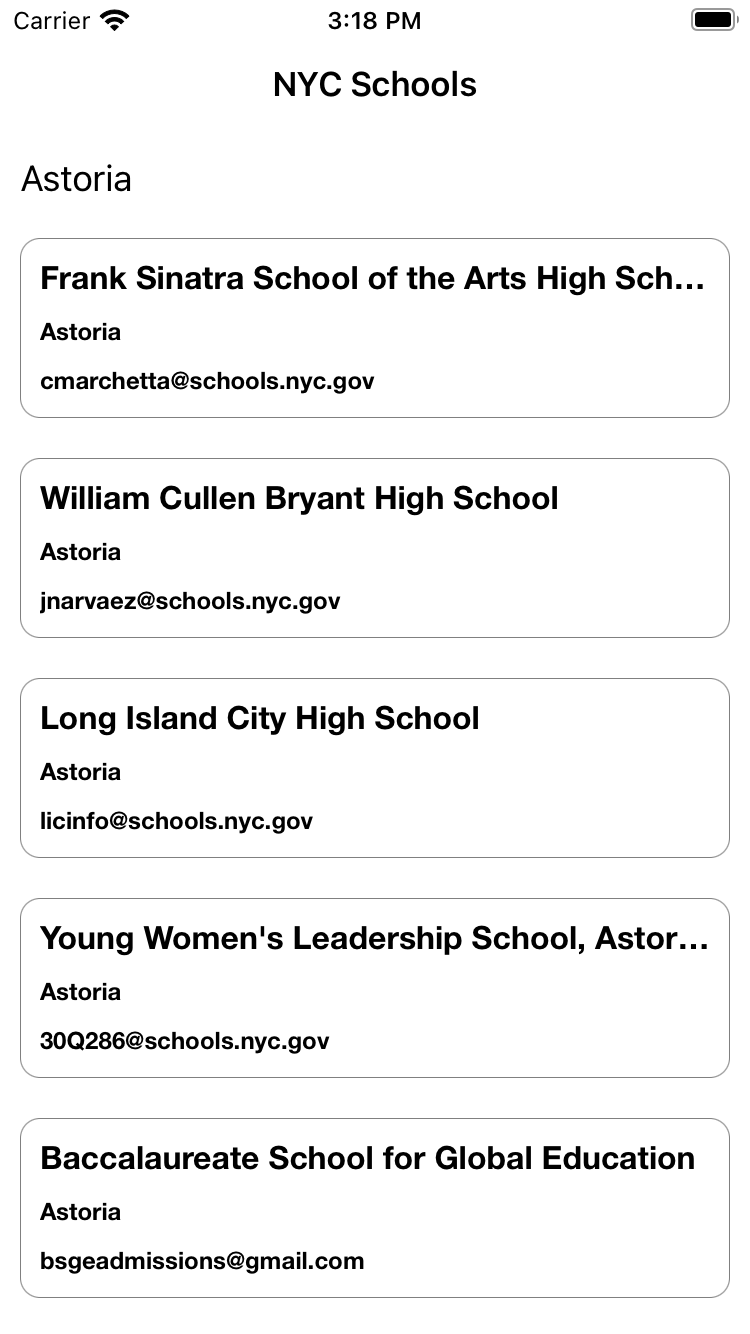 Carrier 3:18 PM
NYC Schools
Astoria
Frank Sinatra School of the Arts High Sch...
Astoria
cmarchetta@schools.nyc.gov
William Cullen Bryant High School
Astoria
jnarvaez@schools.nyc.gov
Long Island City High School
Astoria
licinfo@schools.nyc.gov
Young Women's Leadership School, Astor...
Astoria
30Q286@schools.nyc.gov
Baccalaureate School for Global Education
Astoria
bsgeadmissions@gmail.com